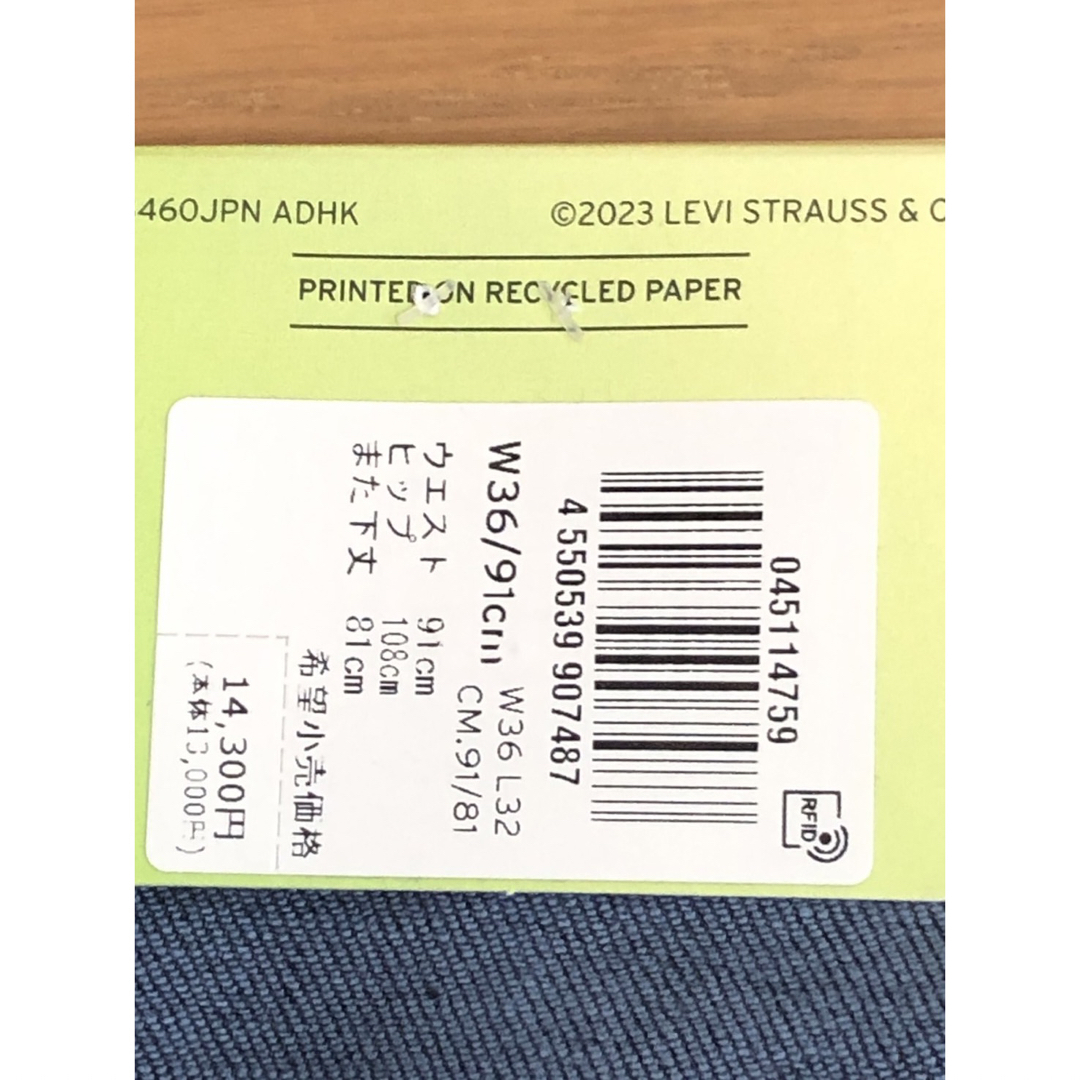 460JPN ADHK
©2023 LEVI STRAUSS & C
PRINTED ON RECYCLED PAPER
045114759
RFID
4 550539 907487
W36/91cm
W36 L32
CM.91/81
ウエスト 91cm
ヒップ 108cm
また下丈 81cm
希望小売価格
14,300円
(本体13,000円)